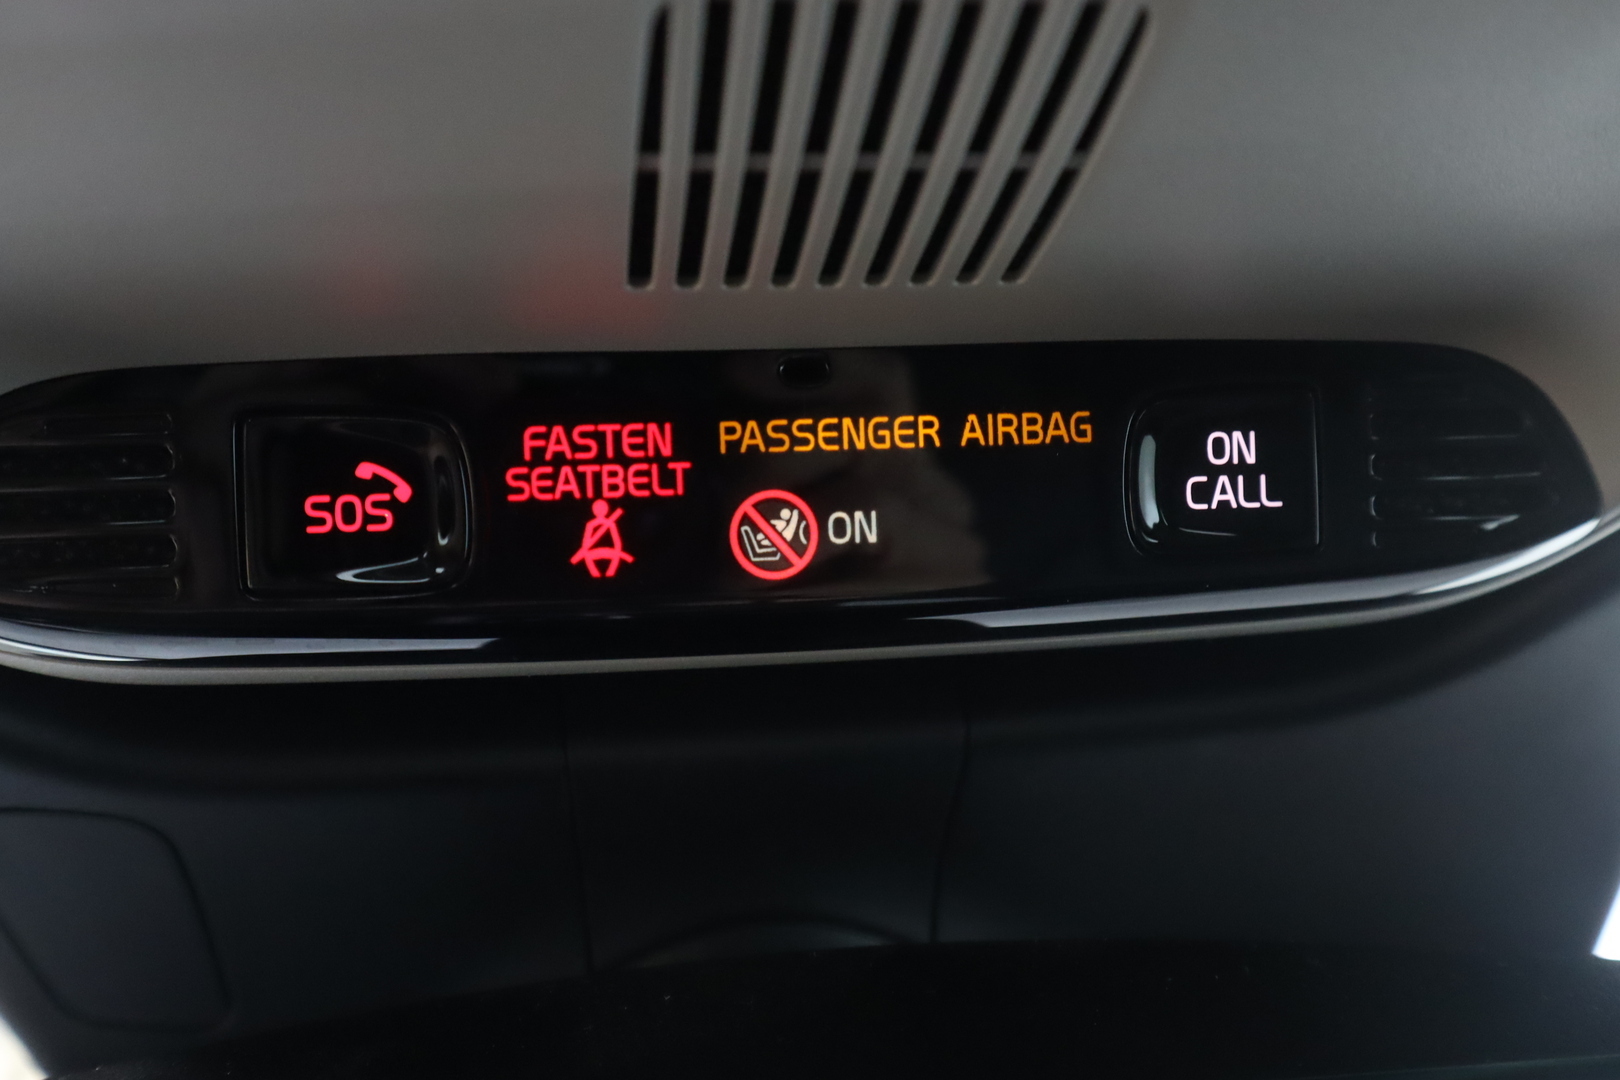 SOS
FASTEN
SEATBELT
PASSENGER AIRBAG
ON
ON
CALL